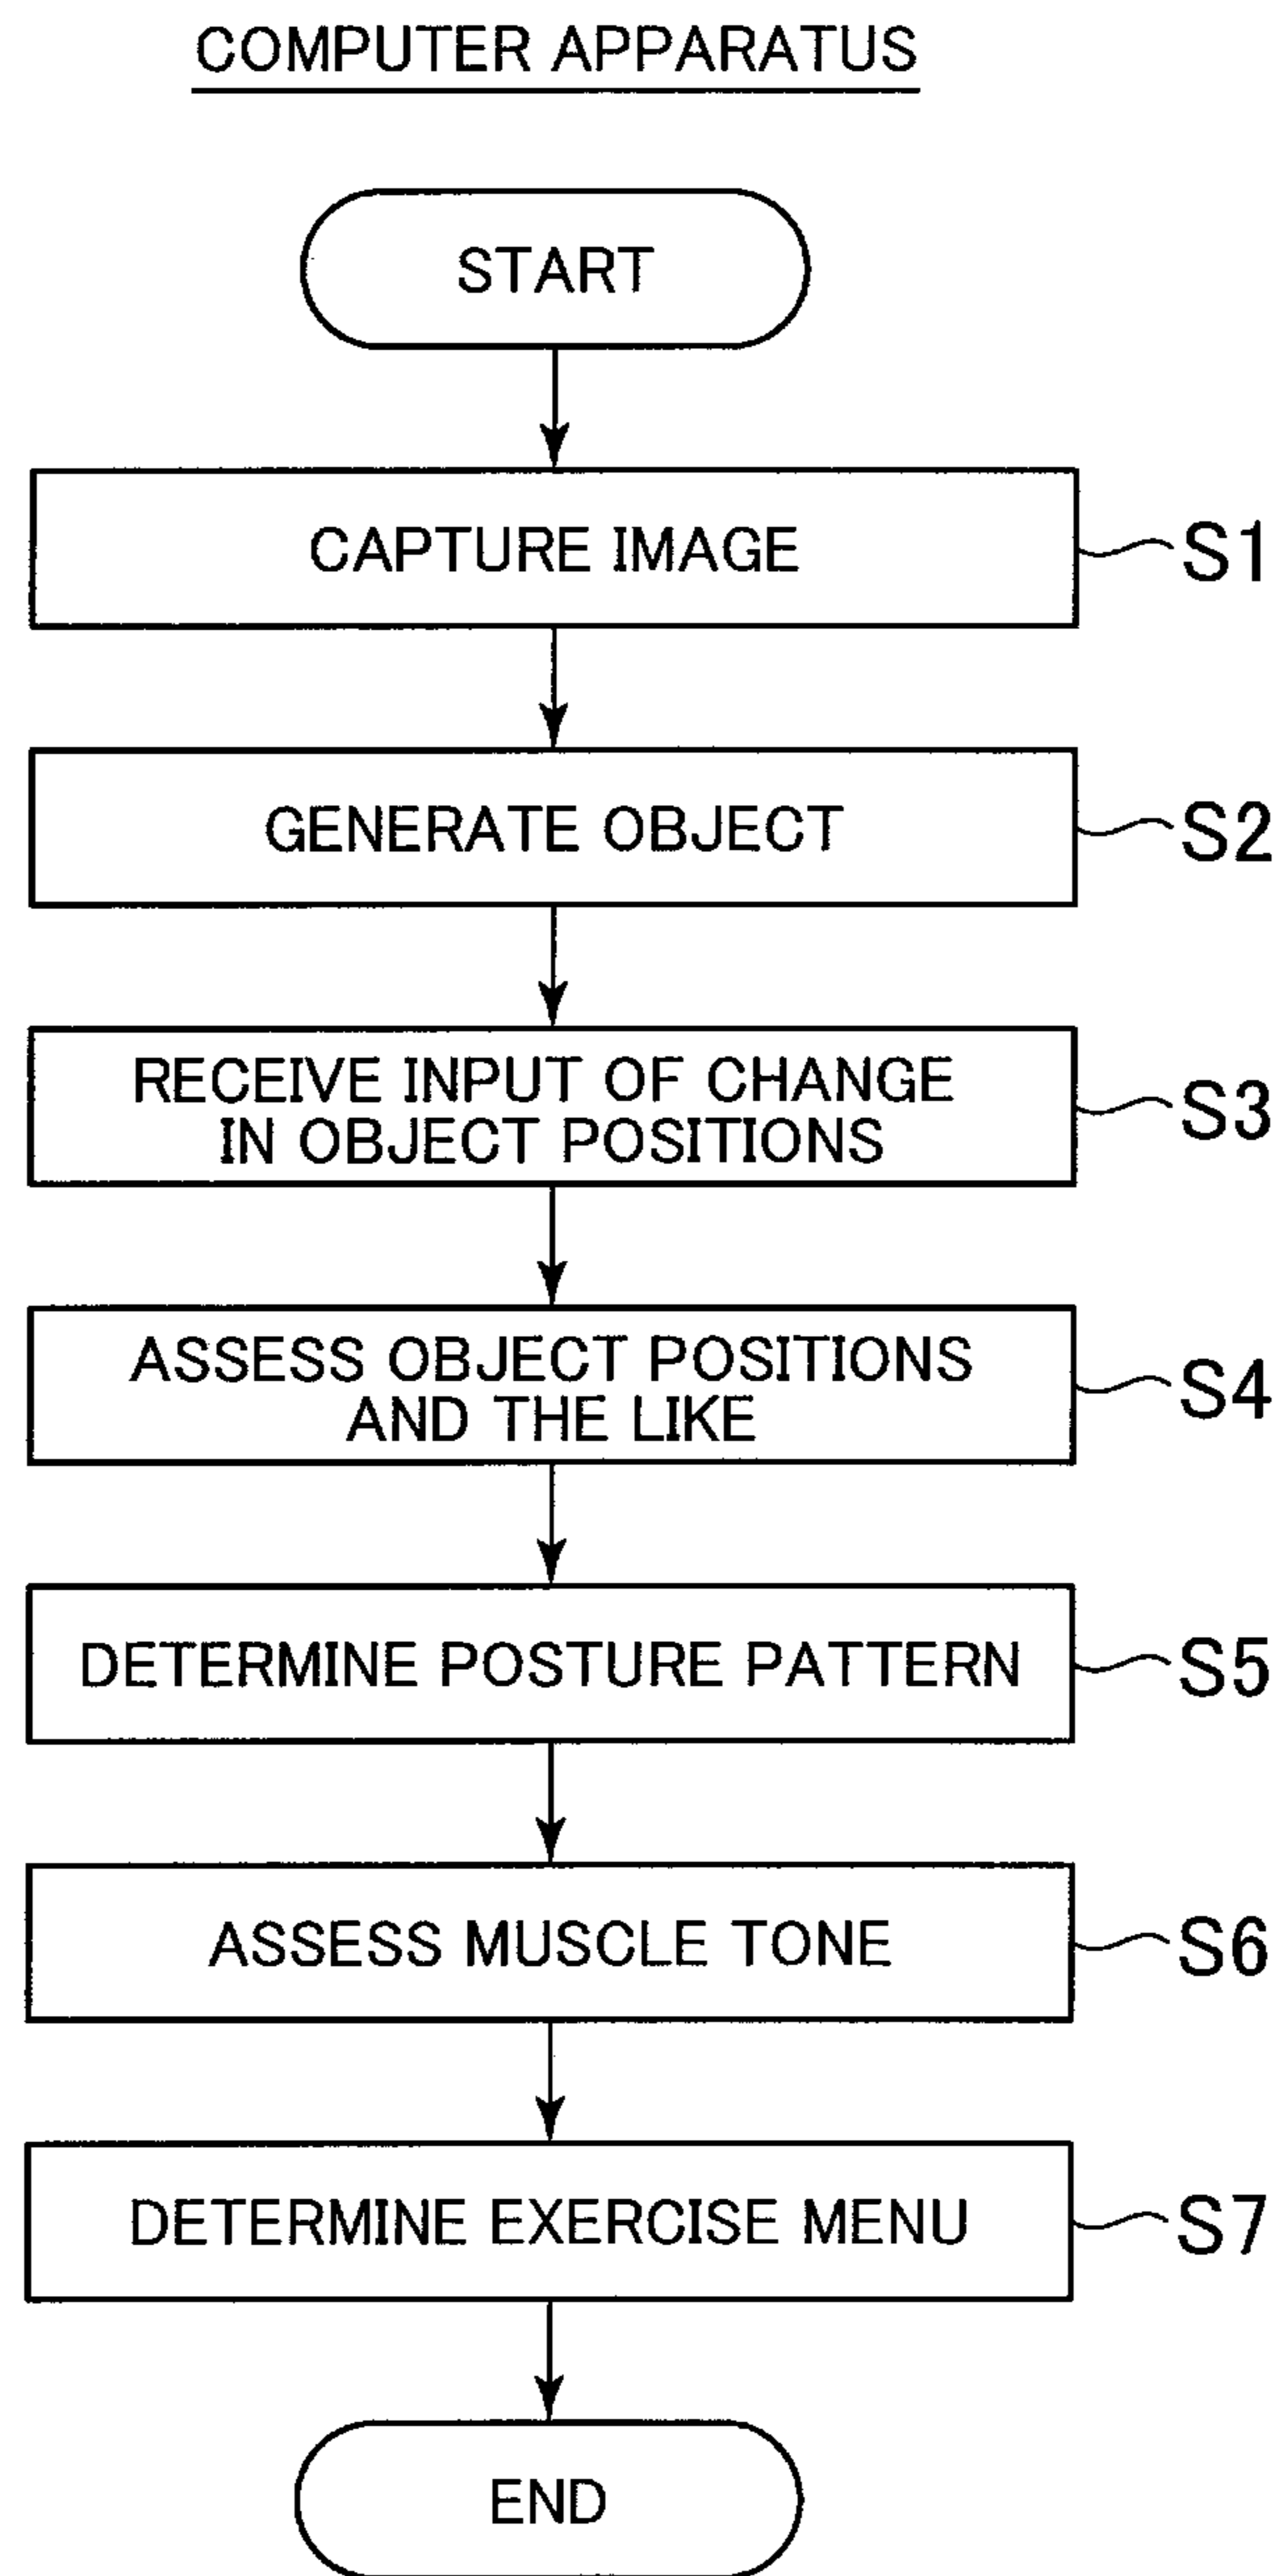 COMPUTER APPARATUS
START
CAPTURE IMAGE
S1
GENERATE OBJECT
S2
RECEIVE INPUT OF CHANGE
IN OBJECT POSITIONS
S3
ASSESS OBJECT POSITIONS
AND THE LIKE
S4
DETERMINE POSTURE PATTERN
S5
ASSESS MUSCLE TONE
S6
DETERMINE EXERCISE MENU
S7
END